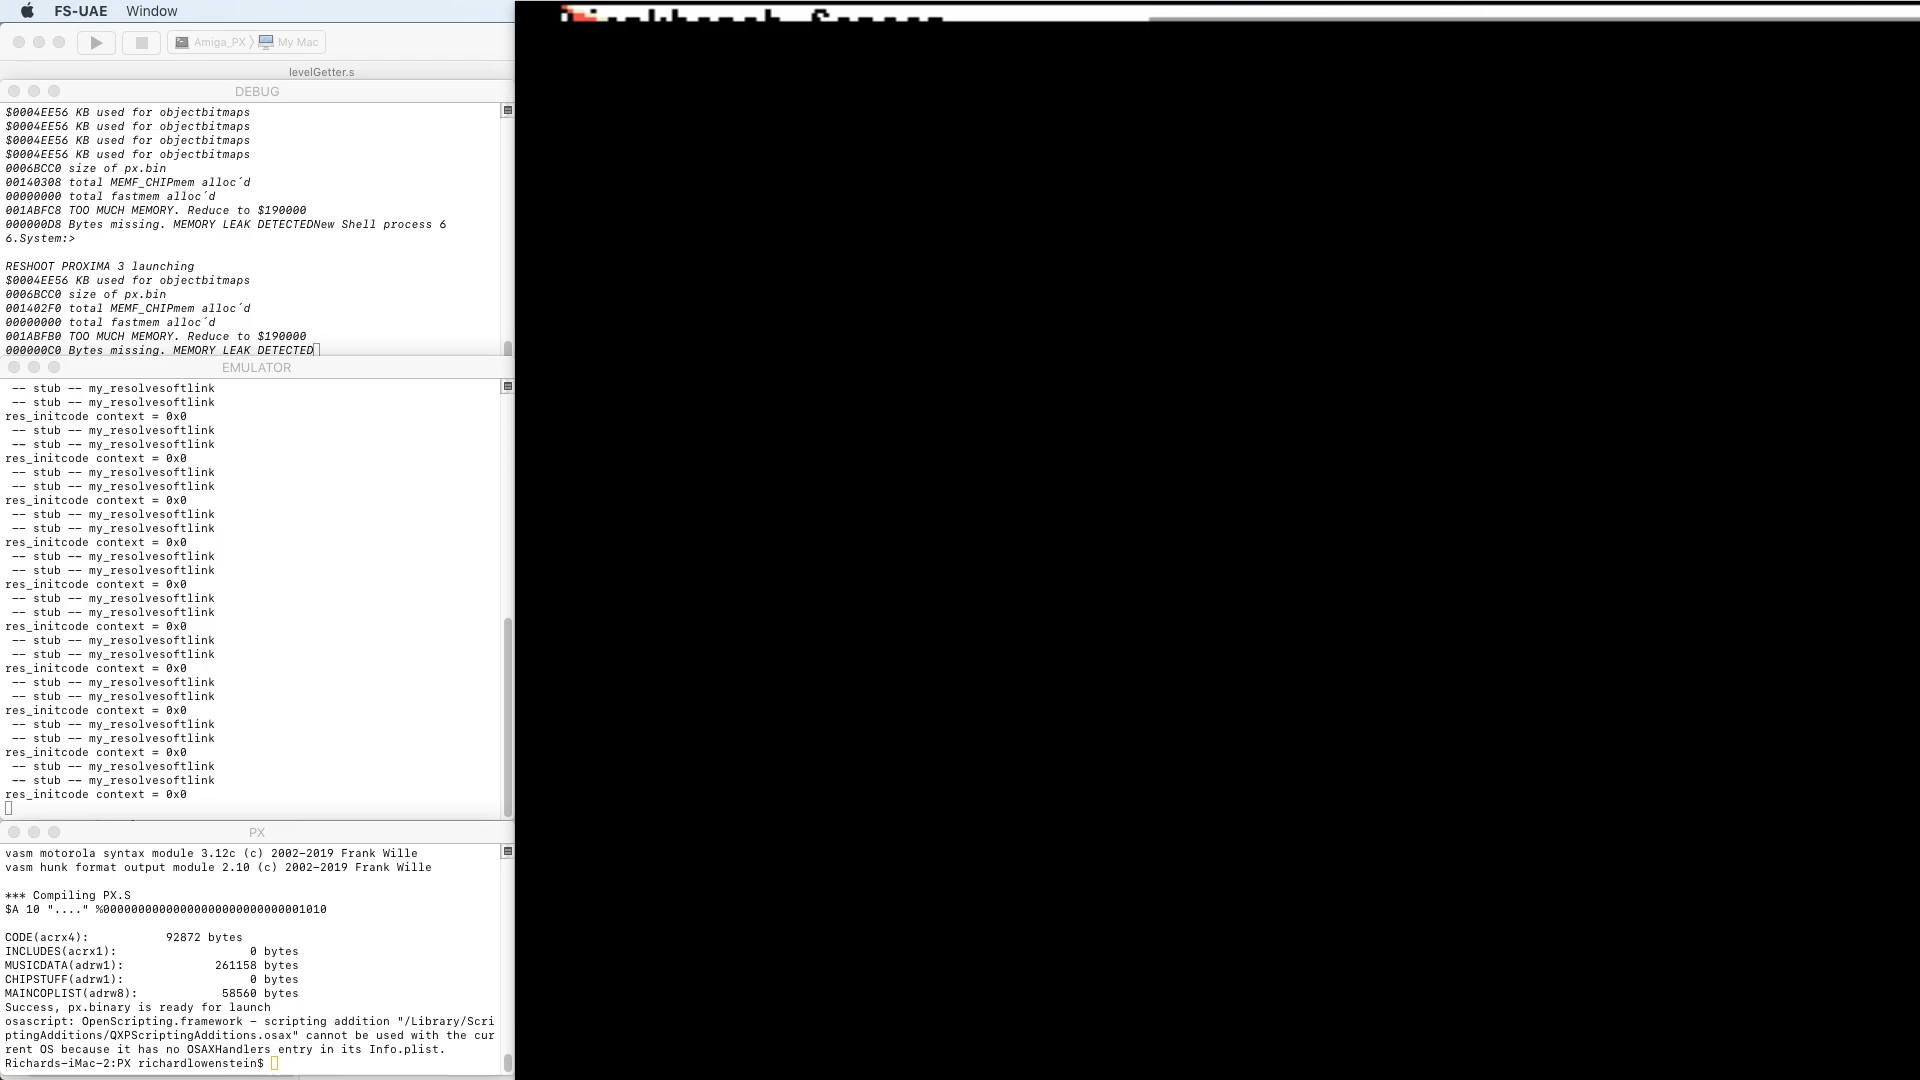 FS-UAE Window
Amiga_PX My Mac
levelGetter.s
DEBUG
$0004EE56 KB used for objectbitmaps
$0004EE56 KB used for objectbitmaps
$0004EE56 KB used for objectbitmaps
$0004EE56 KB used for objectbitmaps
0006BCC0 size of px.bin
00140308 total MEMF_CHIPmem alloc´d
00000000 total fastmem alloc´d
001ABFC8 TOO MUCH MEMORY. Reduce to $190000
000000D8 Bytes missing. MEMORY LEAK DETECTEDNew Shell process 6
6.System:>
RESHOOT PROXIMA 3 launching
$0004EE56 KB used for objectbitmaps
0006BCC0 size of px.bin
001402F0 total MEMF_CHIPmem alloc´d
00000000 total fastmem alloc´d
001ABFB0 TOO MUCH MEMORY. Reduce to $190000
000000C0 Bytes missing. MEMORY LEAK DETECTED
EMULATOR
-- stub -- my_resolvesoftlink
-- stub -- my_resolvesoftlink
res_initcode context = 0x0
-- stub -- my_resolvesoftlink
-- stub -- my_resolvesoftlink
res_initcode context = 0x0
-- stub -- my_resolvesoftlink
-- stub -- my_resolvesoftlink
res_initcode context = 0x0
-- stub -- my_resolvesoftlink
-- stub -- my_resolvesoftlink
res_initcode context = 0x0
-- stub -- my_resolvesoftlink
-- stub -- my_resolvesoftlink
res_initcode context = 0x0
-- stub -- my_resolvesoftlink
-- stub -- my_resolvesoftlink
res_initcode context = 0x0
-- stub -- my_resolvesoftlink
-- stub -- my_resolvesoftlink
res_initcode context = 0x0
-- stub -- my_resolvesoftlink
-- stub -- my_resolvesoftlink
res_initcode context = 0x0
-- stub -- my_resolvesoftlink
-- stub -- my_resolvesoftlink
res_initcode context = 0x0
-- stub -- my_resolvesoftlink
-- stub -- my_resolvesoftlink
res_initcode context = 0x0
PX
vasm motorola syntax module 3.12c (c) 2002-2019 Frank Wille
vasm hunk format output module 2.10 (c) 2002-2019 Frank Wille
*** Compiling PX.S
$A 10 "...." %00000000000000000000000000001010
CODE(acrx4): 92872 bytes
INCLUDES(acrx1): 0 bytes
MUSICDATA(adrw1): 261158 bytes
CHIPSTUFF(adrw1): 0 bytes
MAINCOPLIST(adrw8): 58560 bytes
Success, px.binary is ready for launch
osascript: OpenScripting.framework - scripting addition "/Library/Scri
ptingAdditions/QXPScriptingAdditions.osax" cannot be used with the cur
rent OS because it has no OSAXHandlers entry in its Info.plist.
Richards-iMac-2:PX richardlowenstein$